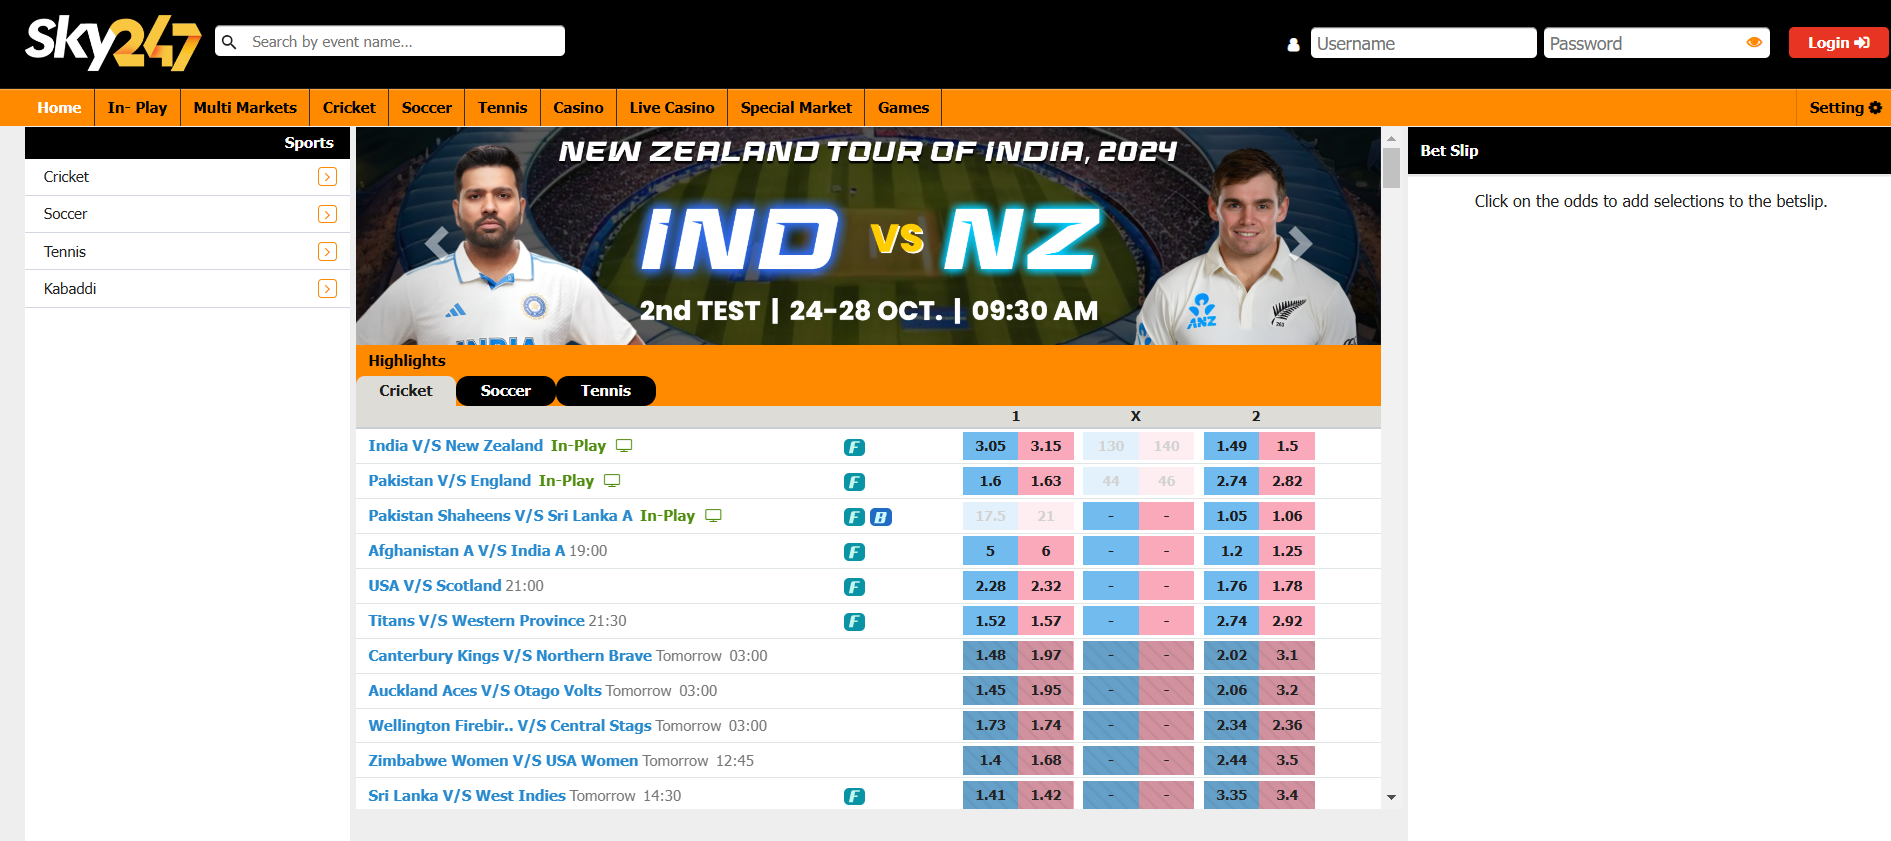 Sky247
Search by event name...
Username
Password
Login
Home
In- Play
Multi Markets
Cricket
Soccer
Tennis
Casino
Live Casino
Special Market
Games
Setting
Sports
Cricket
Soccer
Tennis
Kabaddi
NEW ZEALAND TOUR OF INDIA, 2024
IND VS NZ
2nd TEST | 24-28 OCT. | 09:30 AM
ANZ
INDIA
Highlights
Cricket Soccer Tennis
1 X 2
India V/S New Zealand In-Play F 3.05 3.15 130 140 1.49 1.5
Pakistan V/S England In-Play F 1.6 1.63 44 46 2.74 2.82
Pakistan Shaheens V/S Sri Lanka A In-Play F B 17.5 21 - - 1.05 1.06
Afghanistan A V/S India A 19:00 F 5 6 - - 1.2 1.25
USA V/S Scotland 21:00 F 2.28 2.32 - - 1.76 1.78
Titans V/S Western Province 21:30 F 1.52 1.57 - - 2.74 2.92
Canterbury Kings V/S Northern Brave Tomorrow 03:00 1.48 1.97 - - 2.02 3.1
Auckland Aces V/S Otago Volts Tomorrow 03:00 1.45 1.95 - - 2.06 3.2
Wellington Firebir.. V/S Central Stags Tomorrow 03:00 1.73 1.74 - - 2.34 2.36
Zimbabwe Women V/S USA Women Tomorrow 12:45 1.4 1.68 - - 2.44 3.5
Sri Lanka V/S West Indies Tomorrow 14:30 F 1.41 1.42 - - 3.35 3.4
Bet Slip
Click on the odds to add selections to the betslip.